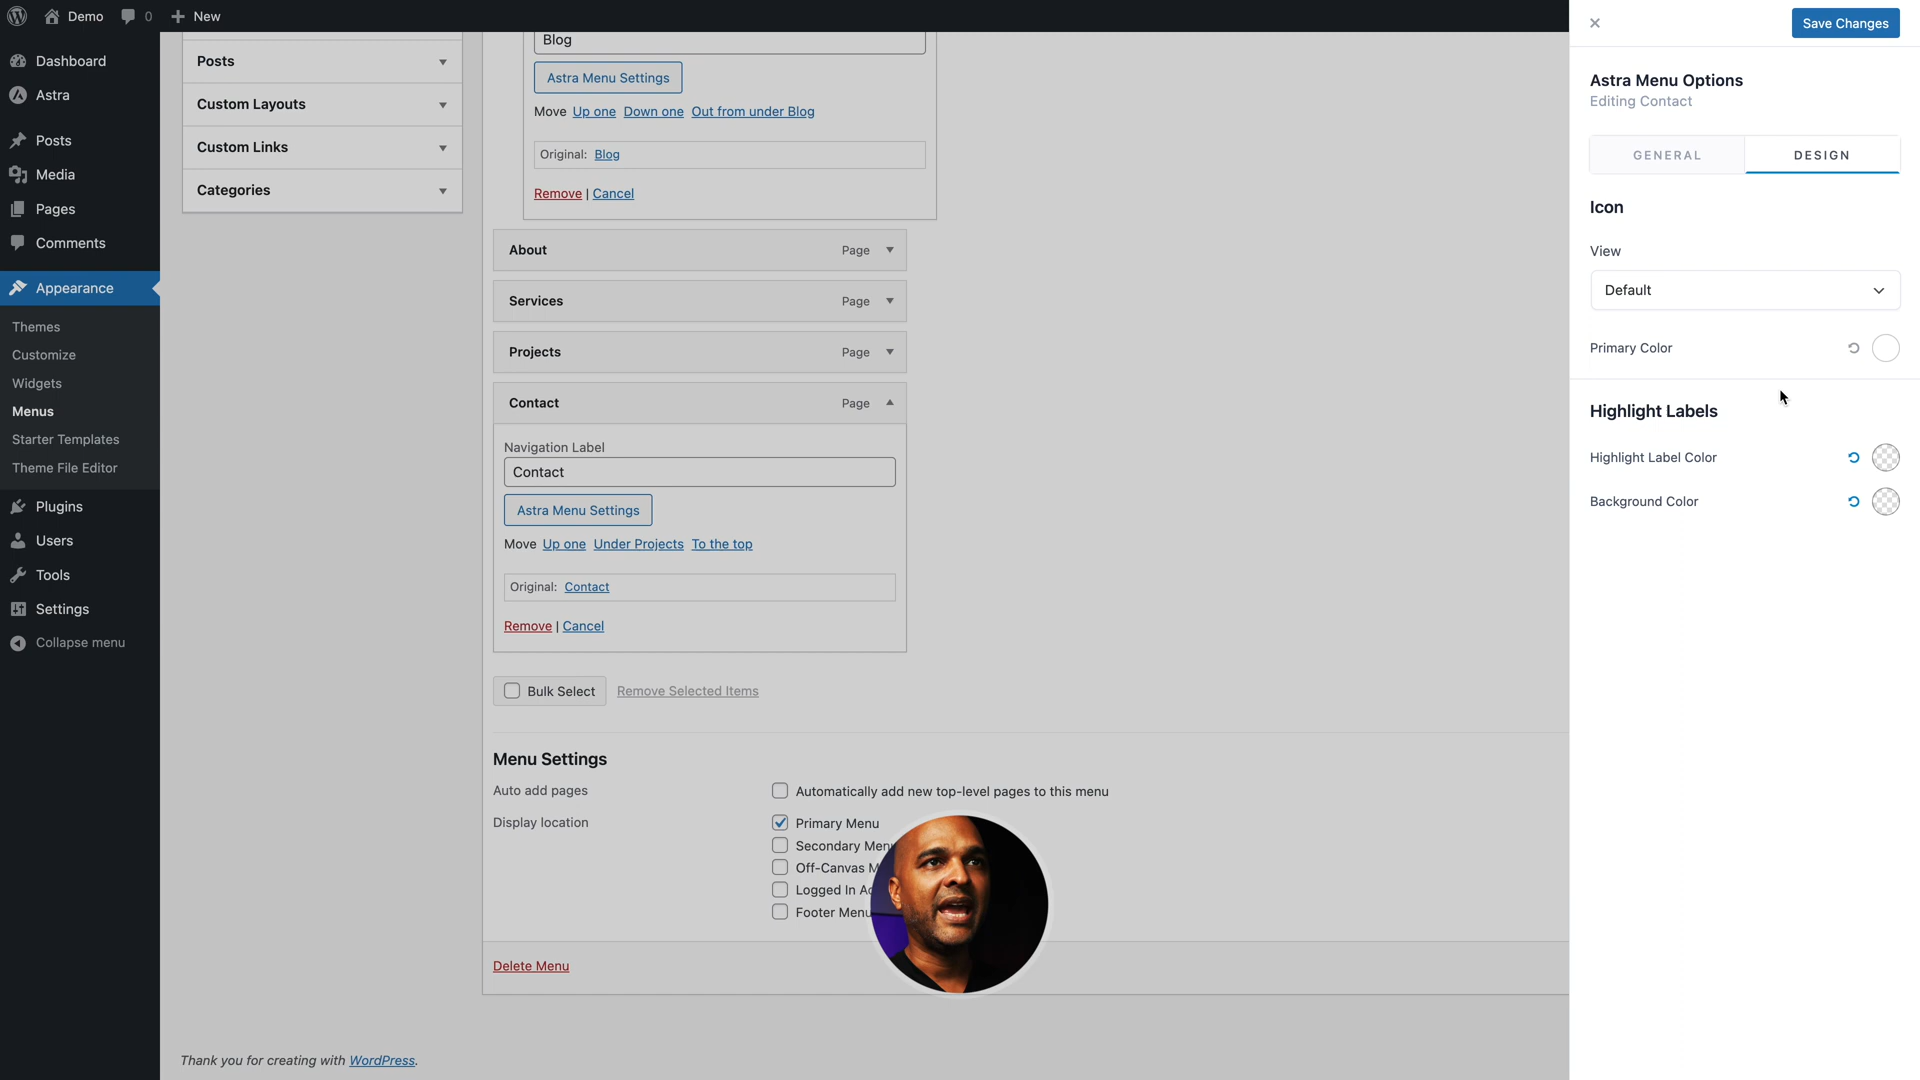 Demo
0
New
Dashboard
Astra
Posts
Media
Pages
Comments
Appearance
Themes
Customize
Widgets
Menus
Starter Templates
Theme File Editor
Plugins
Users
Tools
Settings
Collapse menu
Posts
Custom Layouts
Custom Links
Categories
Blog
Astra Menu Settings
Move Up one Down one Out from under Blog
Original: Blog
Remove | Cancel
About Page
Services Page
Projects Page
Contact Page
Navigation Label
Contact
Astra Menu Settings
Move Up one Under Projects To the top
Original: Contact
Remove | Cancel
Bulk Select Remove Selected Items
Menu Settings
Auto add pages Automatically add new top-level pages to this menu
Display location Primary Menu
Secondary Menu
Off-Canvas
Logged In
Footer Menu
Delete Menu
Thank you for creating with WordPress.
Save Changes
Astra Menu Options
Editing Contact
GENERAL DESIGN
Icon
View
Default
Primary Color
Highlight Labels
Highlight Label Color
Background Color